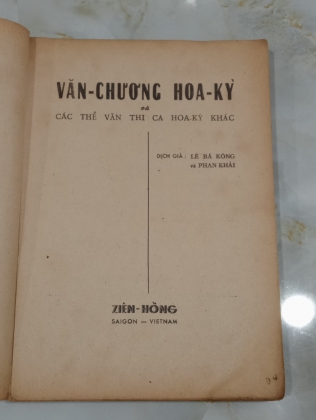 VĂN-CHƯƠNG HOA-KỲ
và
CÁC THỂ VĂN THI CA HOA-KỲ KHÁC
DỊCH GIẢ : LÊ BÁ KÔNG
và PHAN KHẢI
ZIÊN-HỒNG
SAIGON — VIETNAM